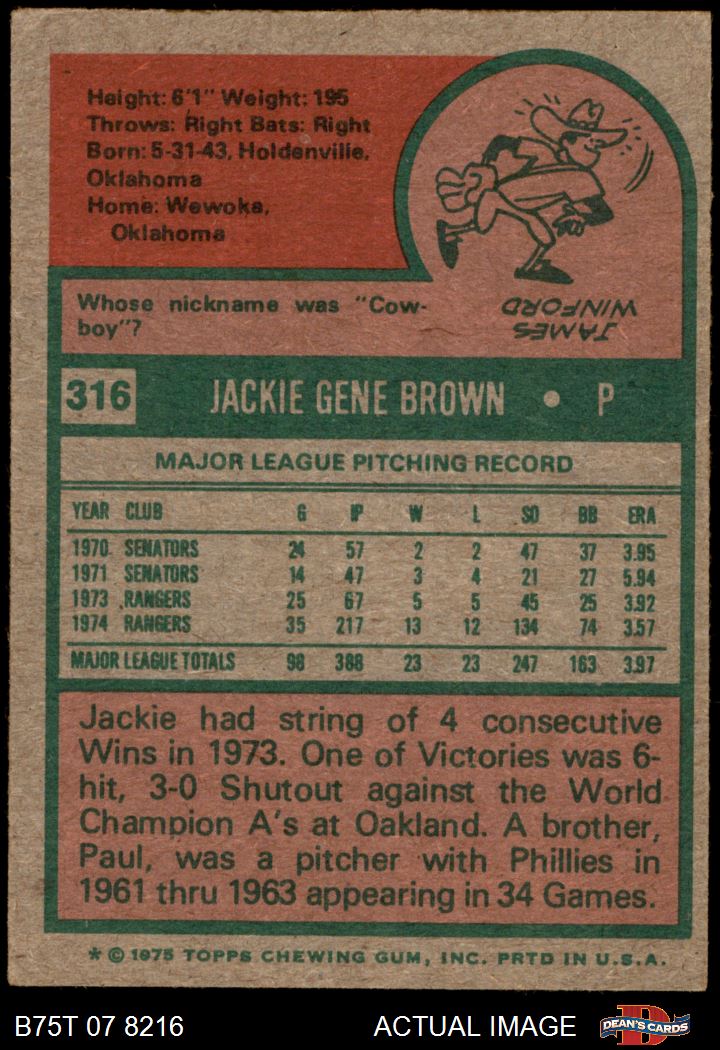 Height: 6'1" Weight: 195
Throws: Right Bats: Right
Born: 5-31-43, Holdenville,
Oklahoma
Home: Wewoka,
Oklahoma
Whose nickname was "Cow-
boy"?
JAMES
WINFORD
316 JACKIE GENE BROWN • P
MAJOR LEAGUE PITCHING RECORD
YEAR CLUB G IP W L SO BB ERA
1970 SENATORS 24 57 2 2 47 37 3.95
1971 SENATORS 14 47 3 4 21 27 5.94
1973 RANGERS 25 67 5 5 45 25 3.92
1974 RANGERS 35 217 13 12 134 74 3.57
MAJOR LEAGUE TOTALS 98 388 23 23 247 163 3.97
Jackie had string of 4 consecutive
Wins in 1973. One of Victories was 6-
hit, 3-0 Shutout against the World
Champion A's at Oakland. A brother,
Paul, was a pitcher with Phillies in
1961 thru 1963 appearing in 34 Games.
* © 1975 TOPPS CHEWING GUM, INC. PRTD IN U.S.A.
B75T 07 8216 ACTUAL IMAGE D DEAN'S CARDS